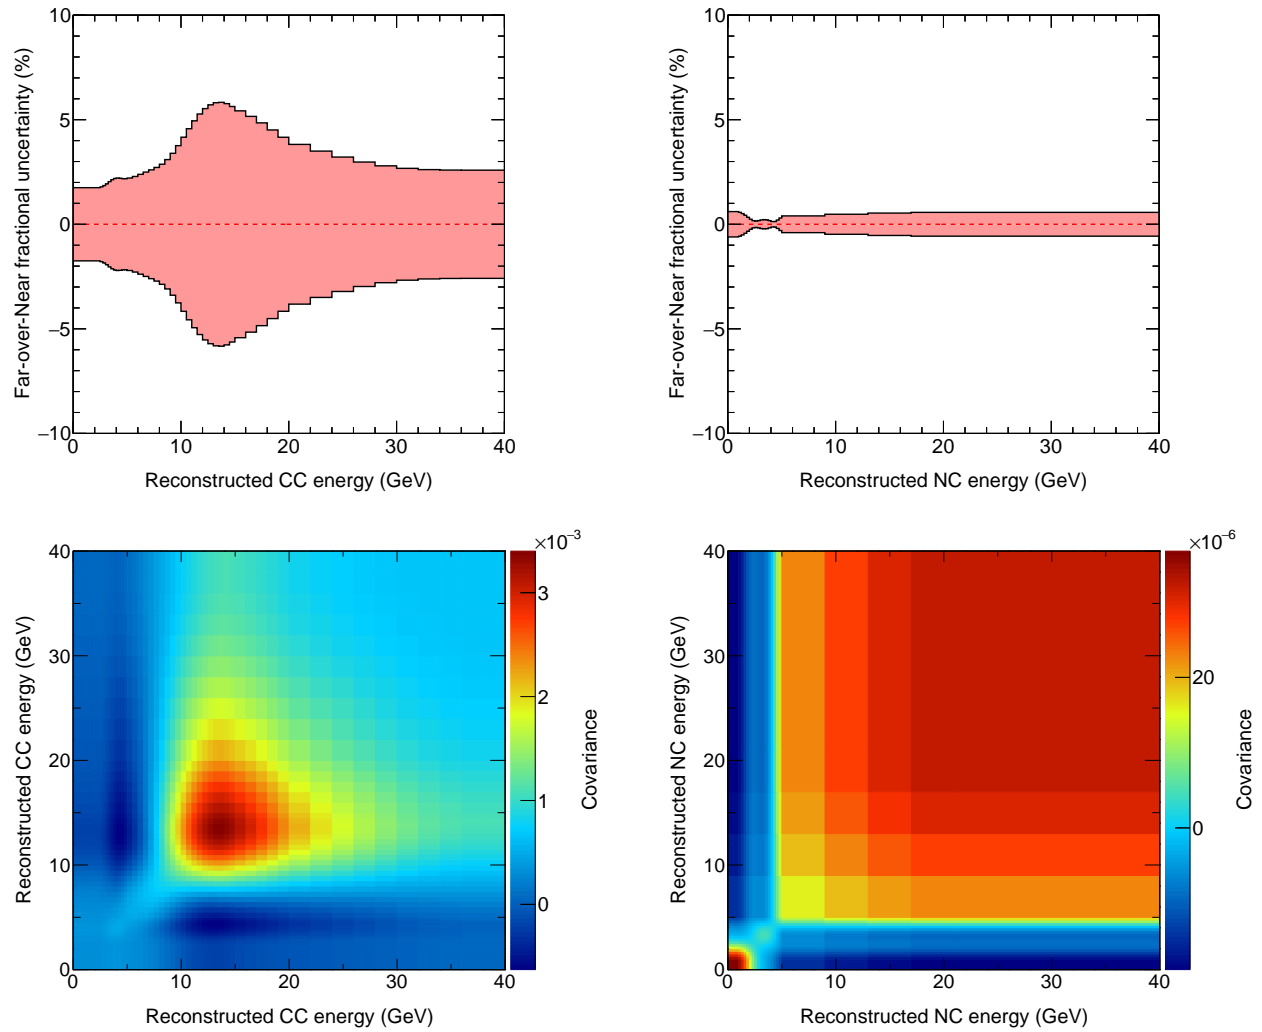 10
5
0
−5
−10
0 10 20 30 40
Far-over-Near fractional uncertainty (%)
Reconstructed CC energy (GeV)
10
5
0
−5
−10
0 10 20 30 40
Far-over-Near fractional uncertainty (%)
Reconstructed NC energy (GeV)
40
30
20
10
0
0 10 20 30 40
Reconstructed CC energy (GeV)
Reconstructed CC energy (GeV)
×10−3
3
2
1
0
Covariance
40
30
20
10
0
0 10 20 30 40
Reconstructed NC energy (GeV)
Reconstructed NC energy (GeV)
×10−6
20
0
Covariance